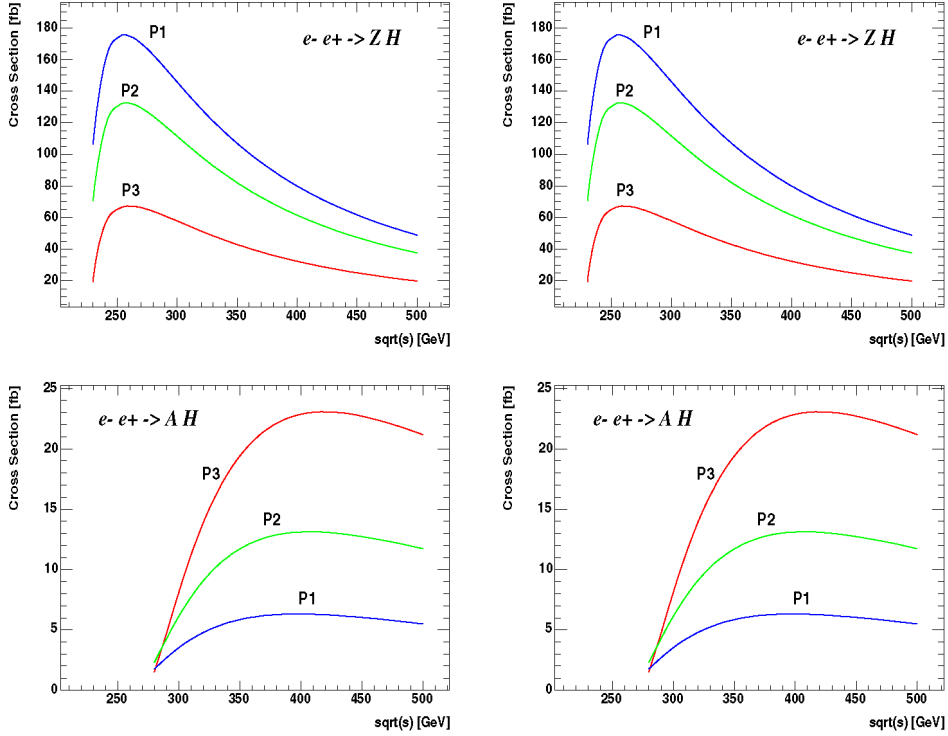 Cross Section [fb]
180
160
140
120
100
80
60
40
20
P1
P2
P3
e- e+ -> Z H
250 300 350 400 450 500
sqrt(s) [GeV]
Cross Section [fb]
180
160
140
120
100
80
60
40
20
P1
P2
P3
e- e+ -> Z H
250 300 350 400 450 500
sqrt(s) [GeV]
Cross Section [fb]
25
20
15
10
5
0
e- e+ -> A H
P3
P2
P1
250 300 350 400 450 500
sqrt(s) [GeV]
Cross Section [fb]
25
20
15
10
5
0
e- e+ -> A H
P3
P2
P1
250 300 350 400 450 500
sqrt(s) [GeV]